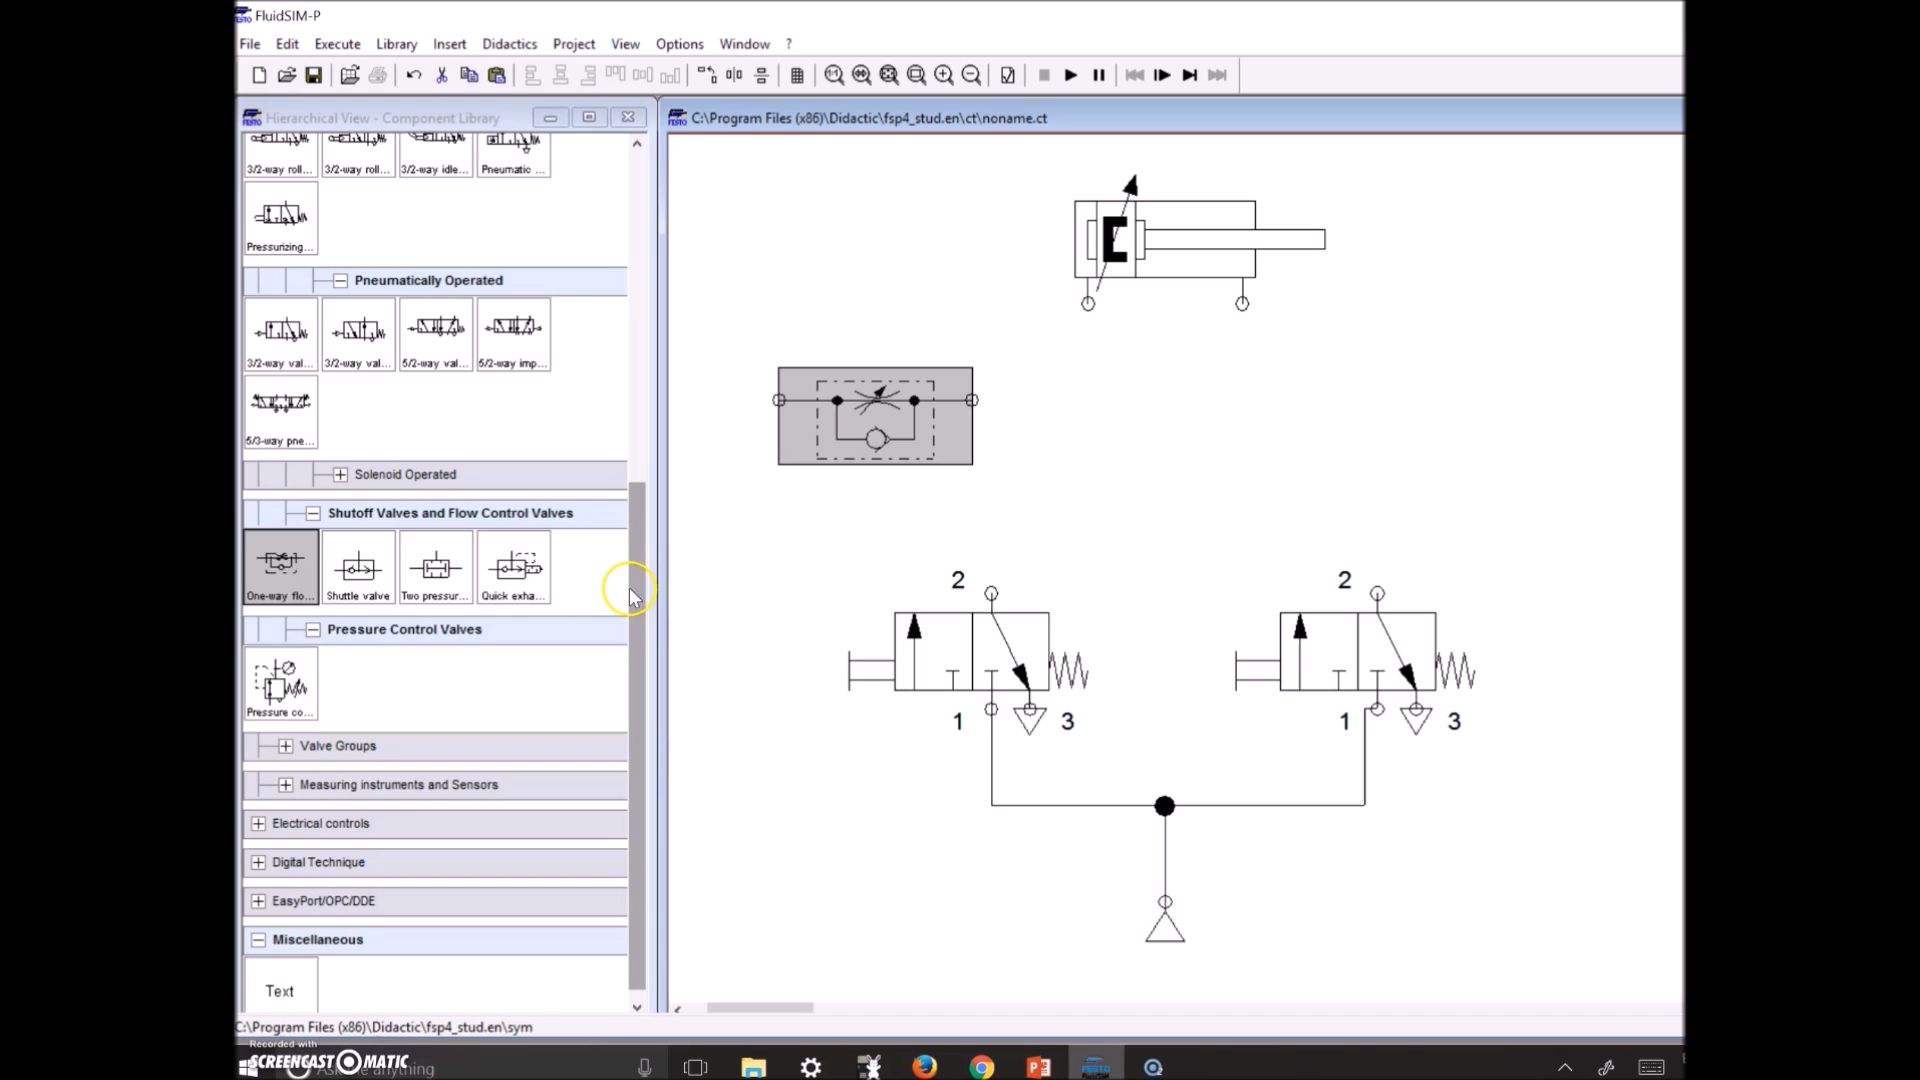 FluidSIM-P
File Edit Execute Library Insert Didactics Project View Options Window ?
Hierarchical View - Component Library
C:\Program Files (x86)\Didactic\fsp4_stud.en\ct\noname.ct
3/2-way roll... 3/2-way roll... 3/2-way idle... Pneumatic ...
Pressurizing...
Pneumatically Operated
3/2-way val... 3/2-way val... 5/2-way val... 5/2-way imp...
5/3-way pne...
Solenoid Operated
Shutoff Valves and Flow Control Valves
One-way flo... Shuttle valve Two pressur... Quick exha...
Pressure Control Valves
Pressure co...
Valve Groups
Measuring instruments and Sensors
Electrical controls
Digital Technique
EasyPort/OPC/DDE
Miscellaneous
Text
2 2
1 3 1 3
C:\Program Files (x86)\Didactic\fsp4_stud.en\sym
Recorded with
SCREENCAST MATIC
Ask me anything
FESTO